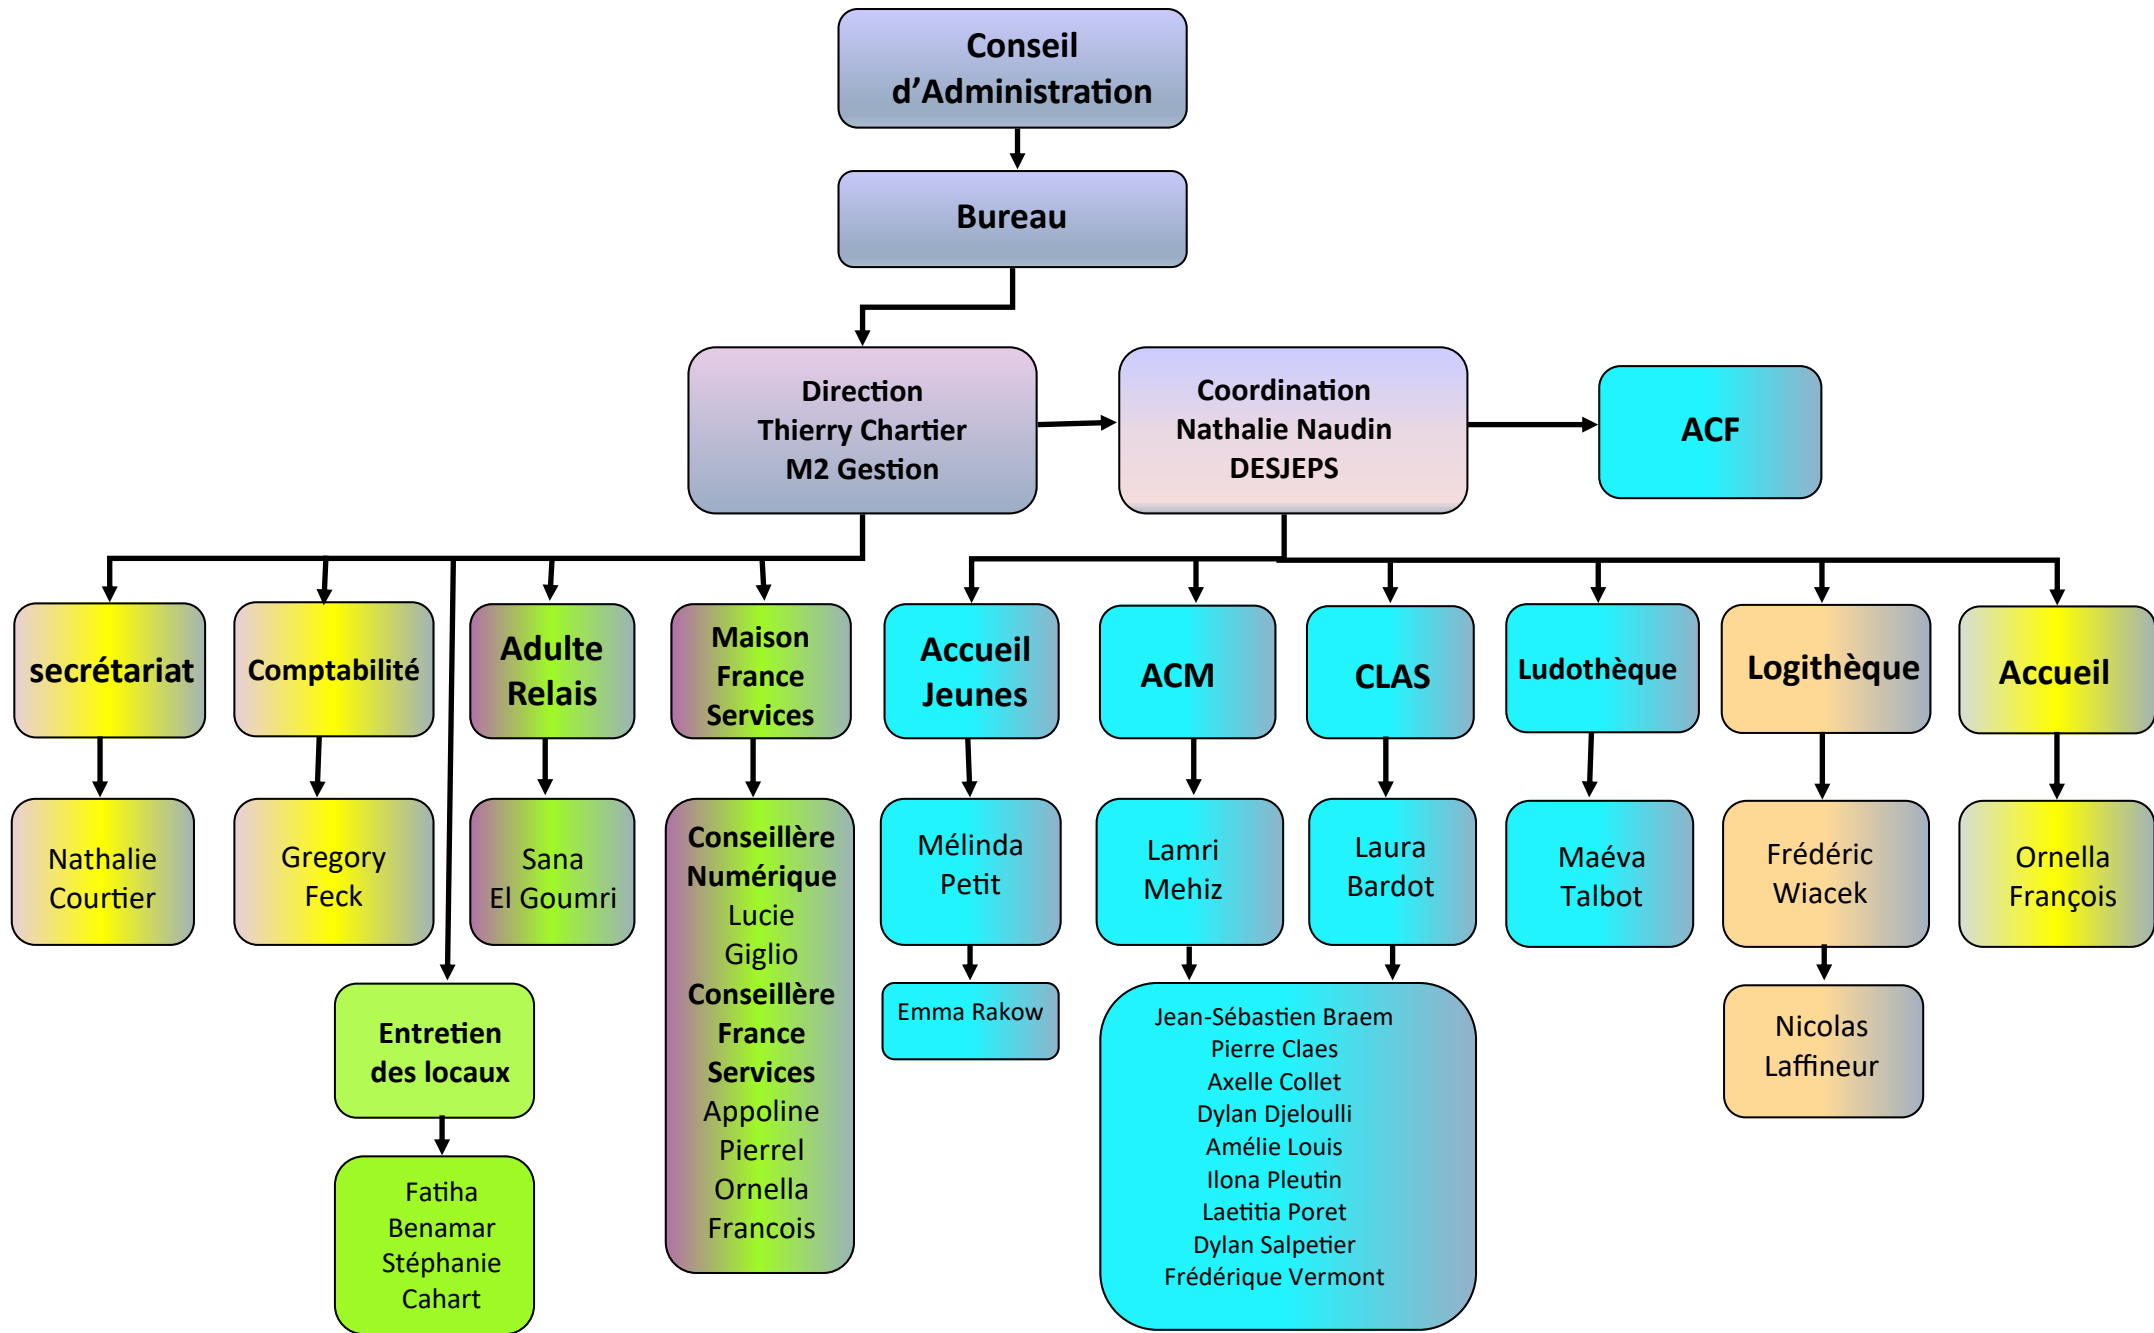 Conseil
d’Administration
Bureau
Direction
Thierry Chartier
M2 Gestion
Coordination
Nathalie Naudin
DESJEPS
ACF
secrétariat
Comptabilité
Adulte
Relais
Maison
France
Services
Accueil
Jeunes
ACM
CLAS
Ludothèque
Logithèque
Accueil
Nathalie
Courtier
Gregory
Feck
Sana
El Goumri
Conseillère
Numérique
Lucie
Giglio
Conseillère
France
Services
Appoline
Pierrel
Ornella
Francois
Mélinda
Petit
Lamri
Mehiz
Laura
Bardot
Maéva
Talbot
Frédéric
Wiacek
Ornella
François
Entretien
des locaux
Emma Rakow
Jean-Sébastien Braem
Pierre Claes
Axelle Collet
Dylan Djeloulli
Amélie Louis
Ilona Pleutin
Laetitia Poret
Dylan Salpetier
Frédérique Vermont
Nicolas
Laffineur
Fatiha
Benamar
Stéphanie
Cahart